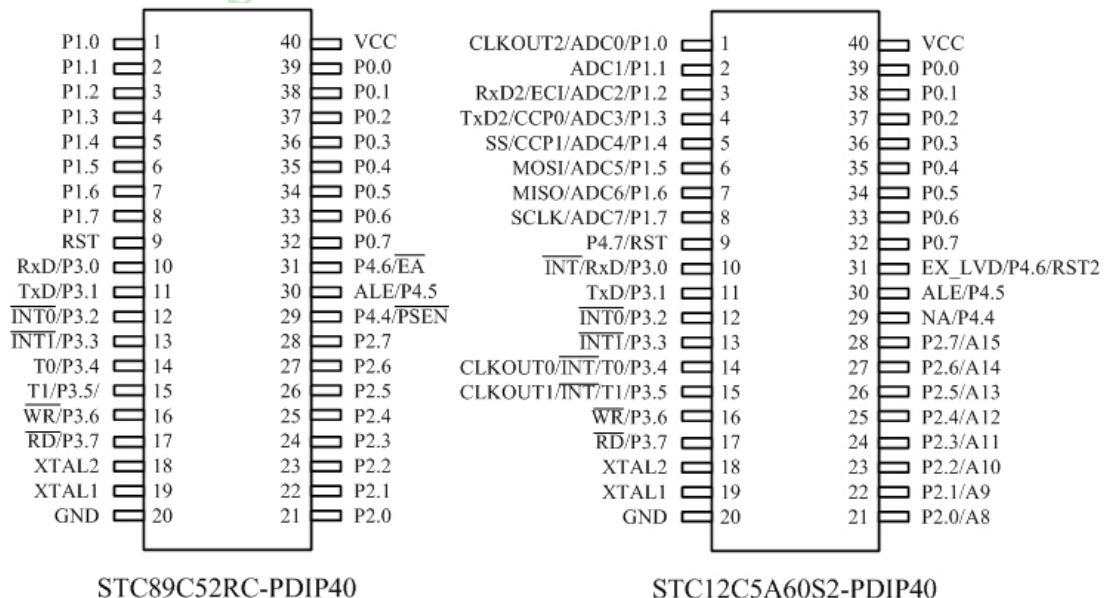 P1.0 1 40 VCC
P1.1 2 39 P0.0
P1.2 3 38 P0.1
P1.3 4 37 P0.2
P1.4 5 36 P0.3
P1.5 6 35 P0.4
P1.6 7 34 P0.5
P1.7 8 33 P0.6
RST 9 32 P0.7
RxD/P3.0 10 31 P4.6/E̅A̅
TxD/P3.1 11 30 ALE/P4.5
I̅N̅T̅0̅/P3.2 12 29 P4.4/P̅S̅E̅N̅
I̅N̅T̅1̅/P3.3 13 28 P2.7
T0/P3.4 14 27 P2.6
T1/P3.5/ 15 26 P2.5
W̅R̅/P3.6 16 25 P2.4
R̅D̅/P3.7 17 24 P2.3
XTAL2 18 23 P2.2
XTAL1 19 22 P2.1
GND 20 21 P2.0
STC89C52RC-PDIP40
CLKOUT2/ADC0/P1.0 1 40 VCC
ADC1/P1.1 2 39 P0.0
RxD2/ECI/ADC2/P1.2 3 38 P0.1
TxD2/CCP0/ADC3/P1.3 4 37 P0.2
SS/CCP1/ADC4/P1.4 5 36 P0.3
MOSI/ADC5/P1.5 6 35 P0.4
MISO/ADC6/P1.6 7 34 P0.5
SCLK/ADC7/P1.7 8 33 P0.6
P4.7/RST 9 32 P0.7
I̅N̅T̅/RxD/P3.0 10 31 EX_LVD/P4.6/RST2
TxD/P3.1 11 30 ALE/P4.5
I̅N̅T̅0̅/P3.2 12 29 NA/P4.4
I̅N̅T̅1̅/P3.3 13 28 P2.7/A15
CLKOUT0/I̅N̅T̅/T0/P3.4 14 27 P2.6/A14
CLKOUT1/I̅N̅T̅/T1/P3.5 15 26 P2.5/A13
W̅R̅/P3.6 16 25 P2.4/A12
R̅D̅/P3.7 17 24 P2.3/A11
XTAL2 18 23 P2.2/A10
XTAL1 19 22 P2.1/A9
GND 20 21 P2.0/A8
STC12C5A60S2-PDIP40